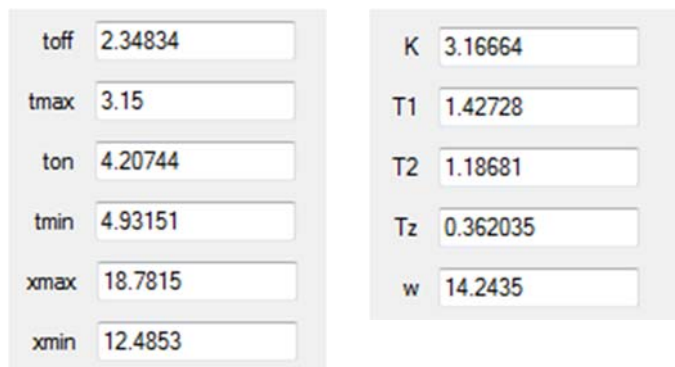 toff 2.34834
tmax 3.15
ton 4.20744
tmin 4.93151
xmax 18.7815
xmin 12.4853
K 3.16664
T1 1.42728
T2 1.18681
Tz 0.362035
w 14.2435